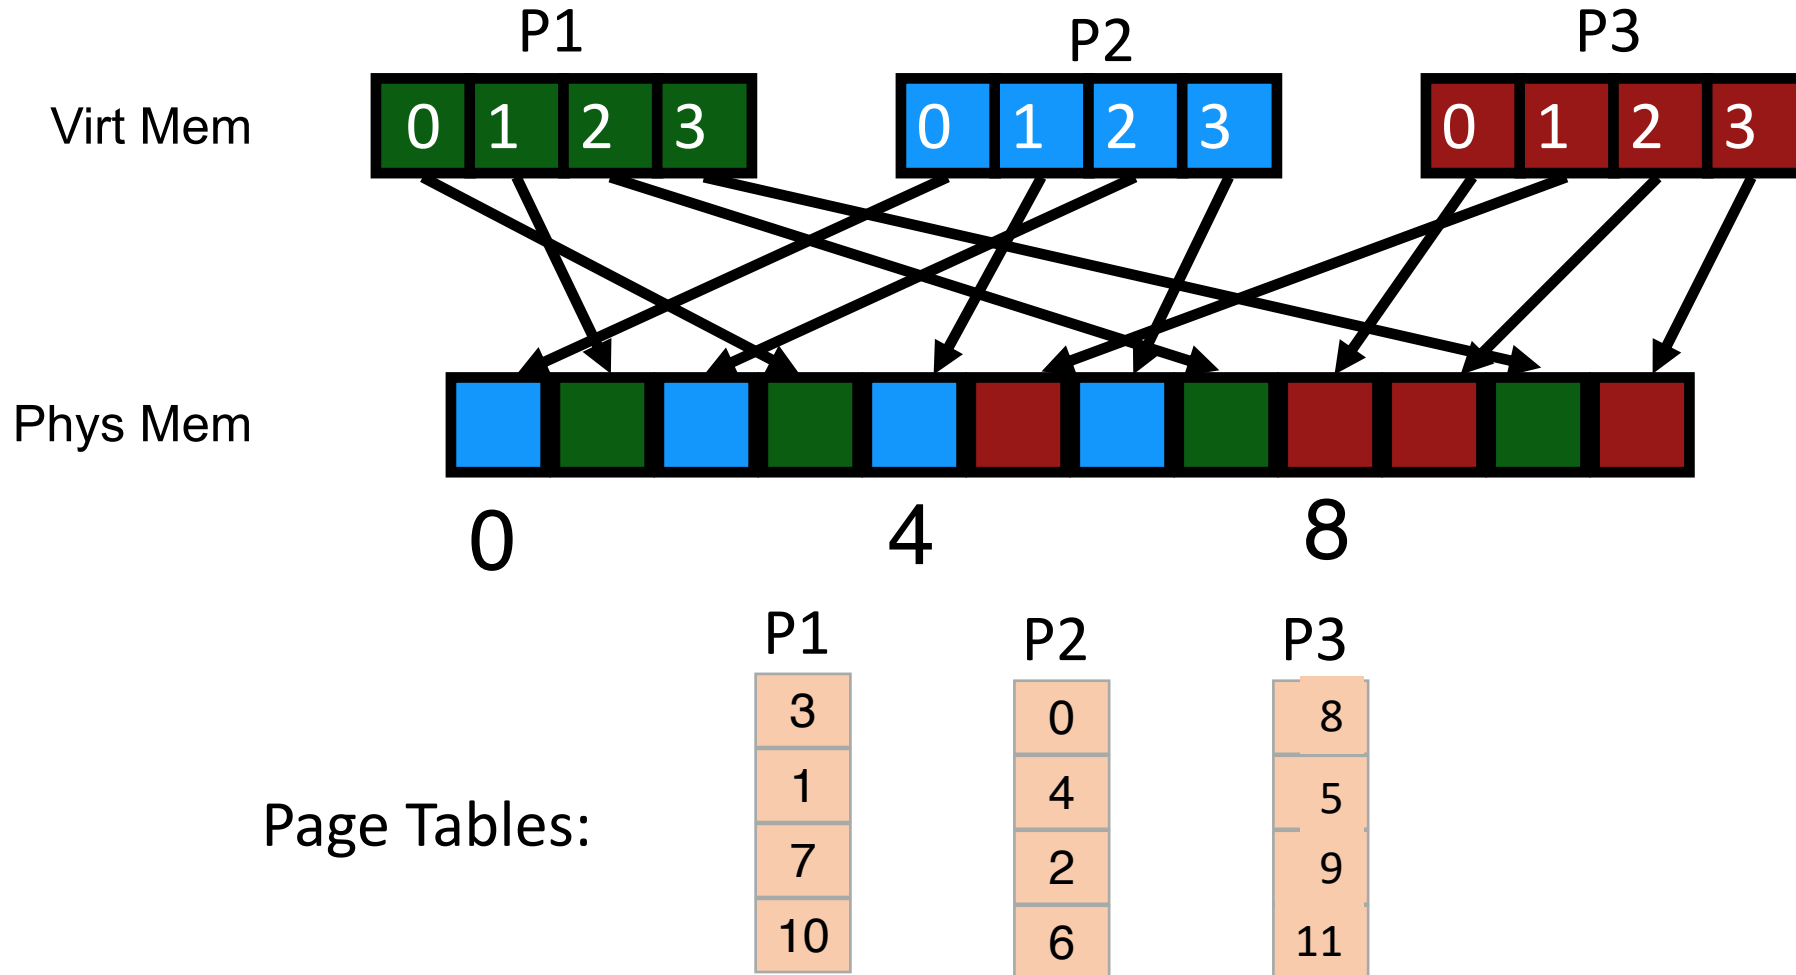 P1 P2 P3
Virt Mem 0 1 2 3 0 1 2 3 0 1 2 3
Phys Mem
0 4 8
P1 P2 P3
3 0 8
1 4 5
Page Tables:
7 2 9
10 6 11